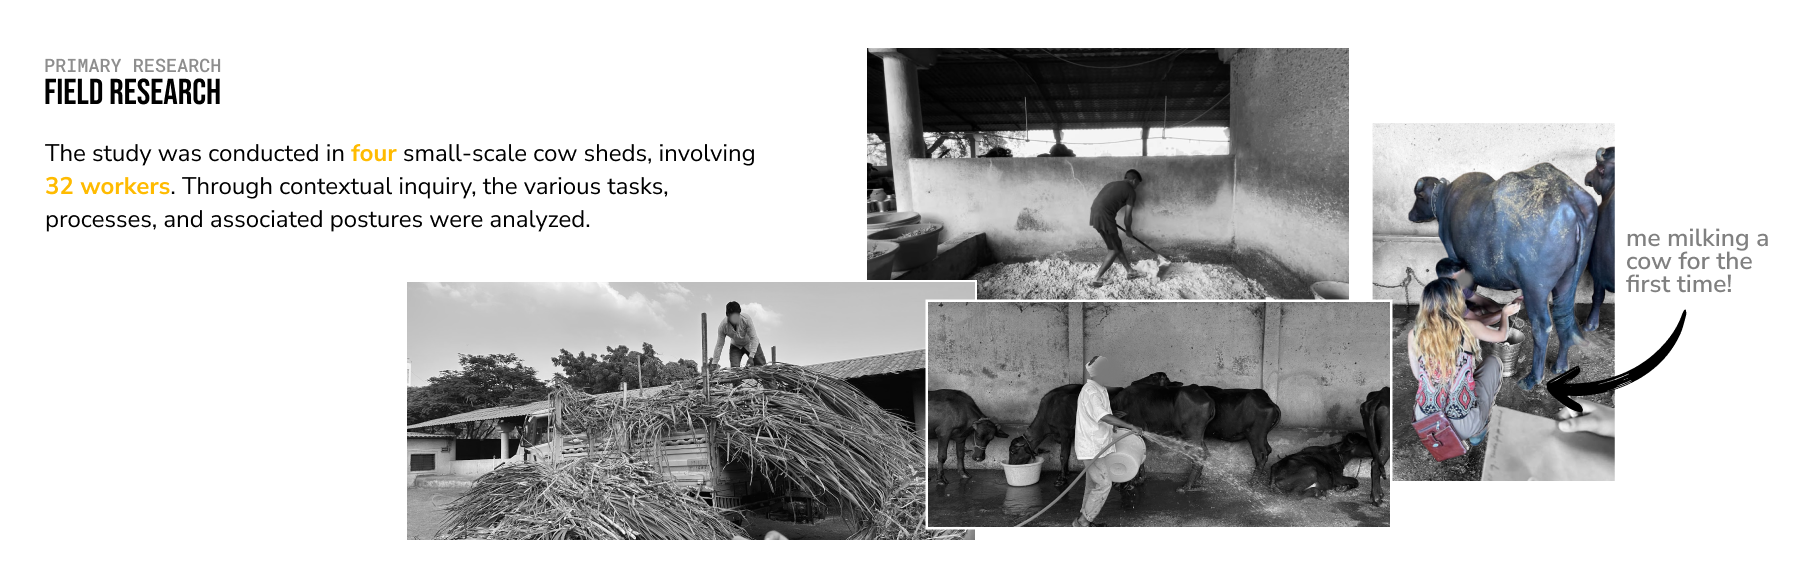 PRIMARY RESEARCH
FIELD RESEARCH
The study was conducted in four small-scale cow sheds, involving
32 workers. Through contextual inquiry, the various tasks,
processes, and associated postures were analyzed.
me milking a
cow for the
first time!